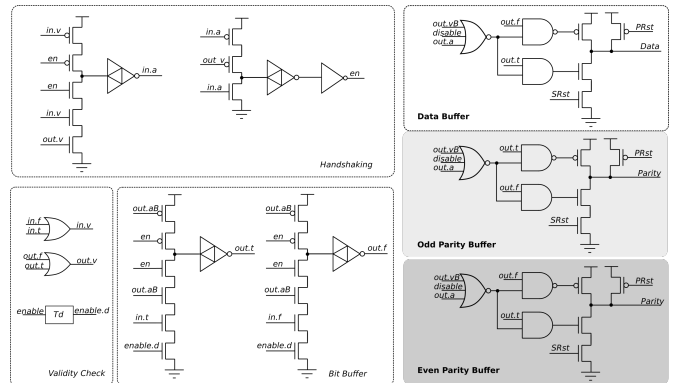 in.v
en
en
in.v
out.v
in.a
in.a
out_v
in.a
en
Handshaking
out.vB
disable
out.a
out.f
out.t
SRst
PRst
Data
Data Buffer
out.vB
disable
out.a
out.t
out.f
SRst
PRst
Parity
Odd Parity Buffer
out.vB
disable
out.a
out.f
out.t
SRst
PRst
Parity
Even Parity Buffer
in.f
in.t
in.v
out.f
out.t
out.v
enable
Td
enable.d
Validity Check
out.aB
en
en
out.aB
in.t
enable.d
out.t
out.aB
en
en
out.aB
in.f
enable.d
out.f
Bit Buffer